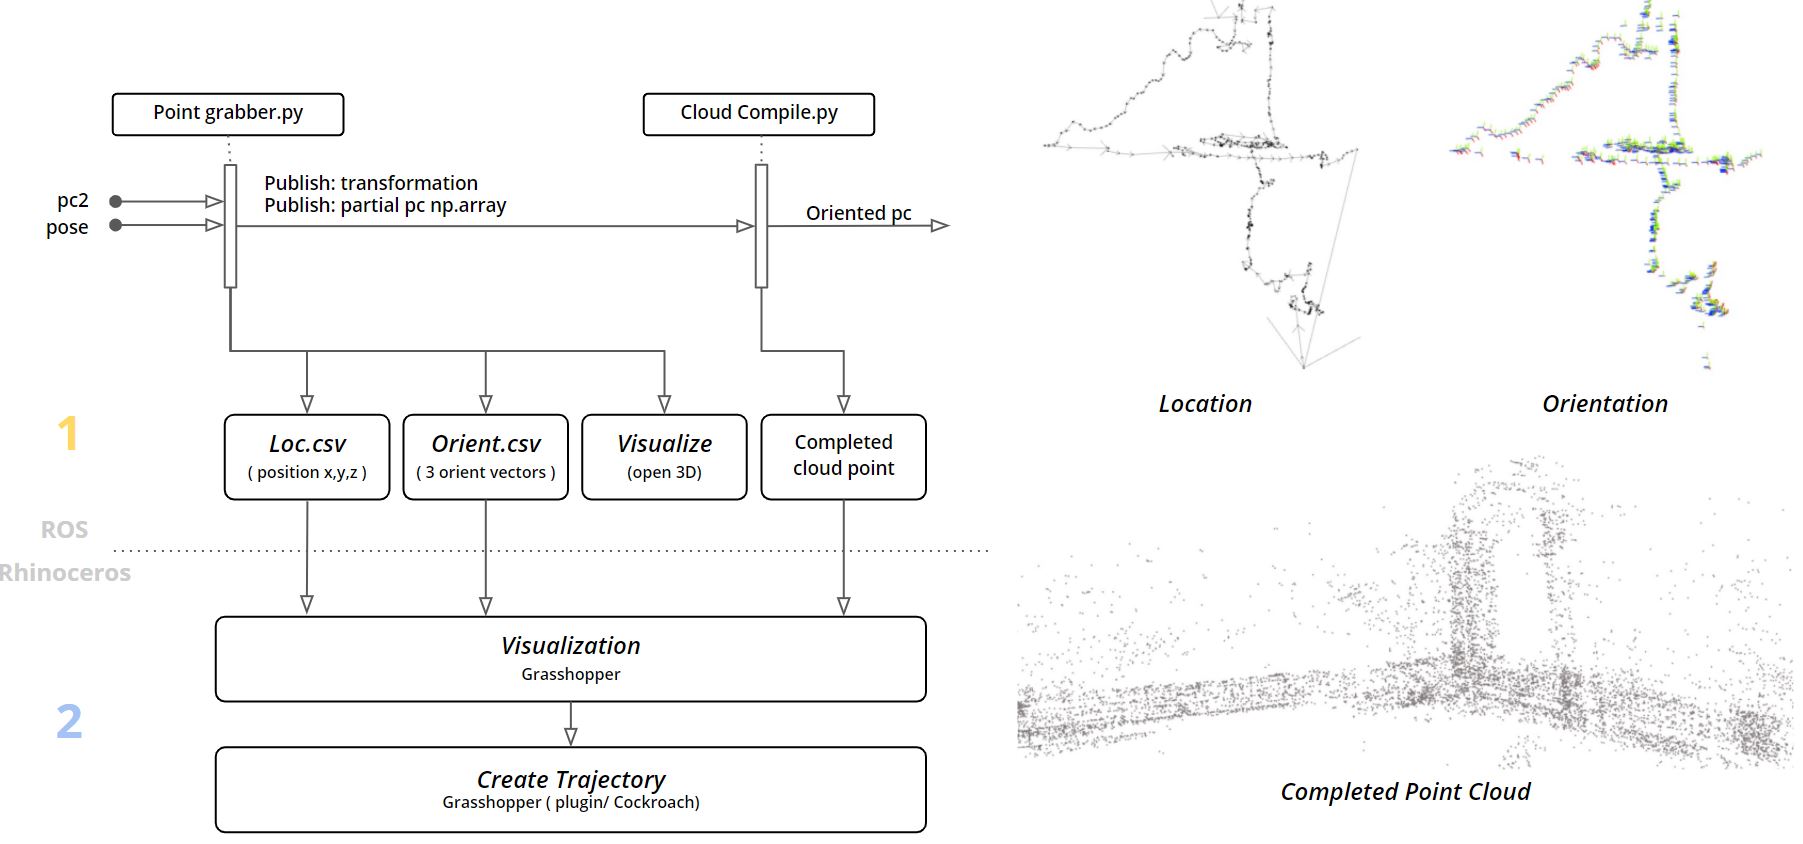 Point grabber.py
Cloud Compile.py
pc2
pose
Publish: transformation
Publish: partial pc np.array
Oriented pc
1
Loc.csv
( position x,y,z )
Orient.csv
( 3 orient vectors )
Visualize
(open 3D)
Completed
cloud point
ROS
Rhinoceros
2
Visualization
Grasshopper
Create Trajectory
Grasshopper ( plugin/ Cockroach)
Location
Orientation
Completed Point Cloud